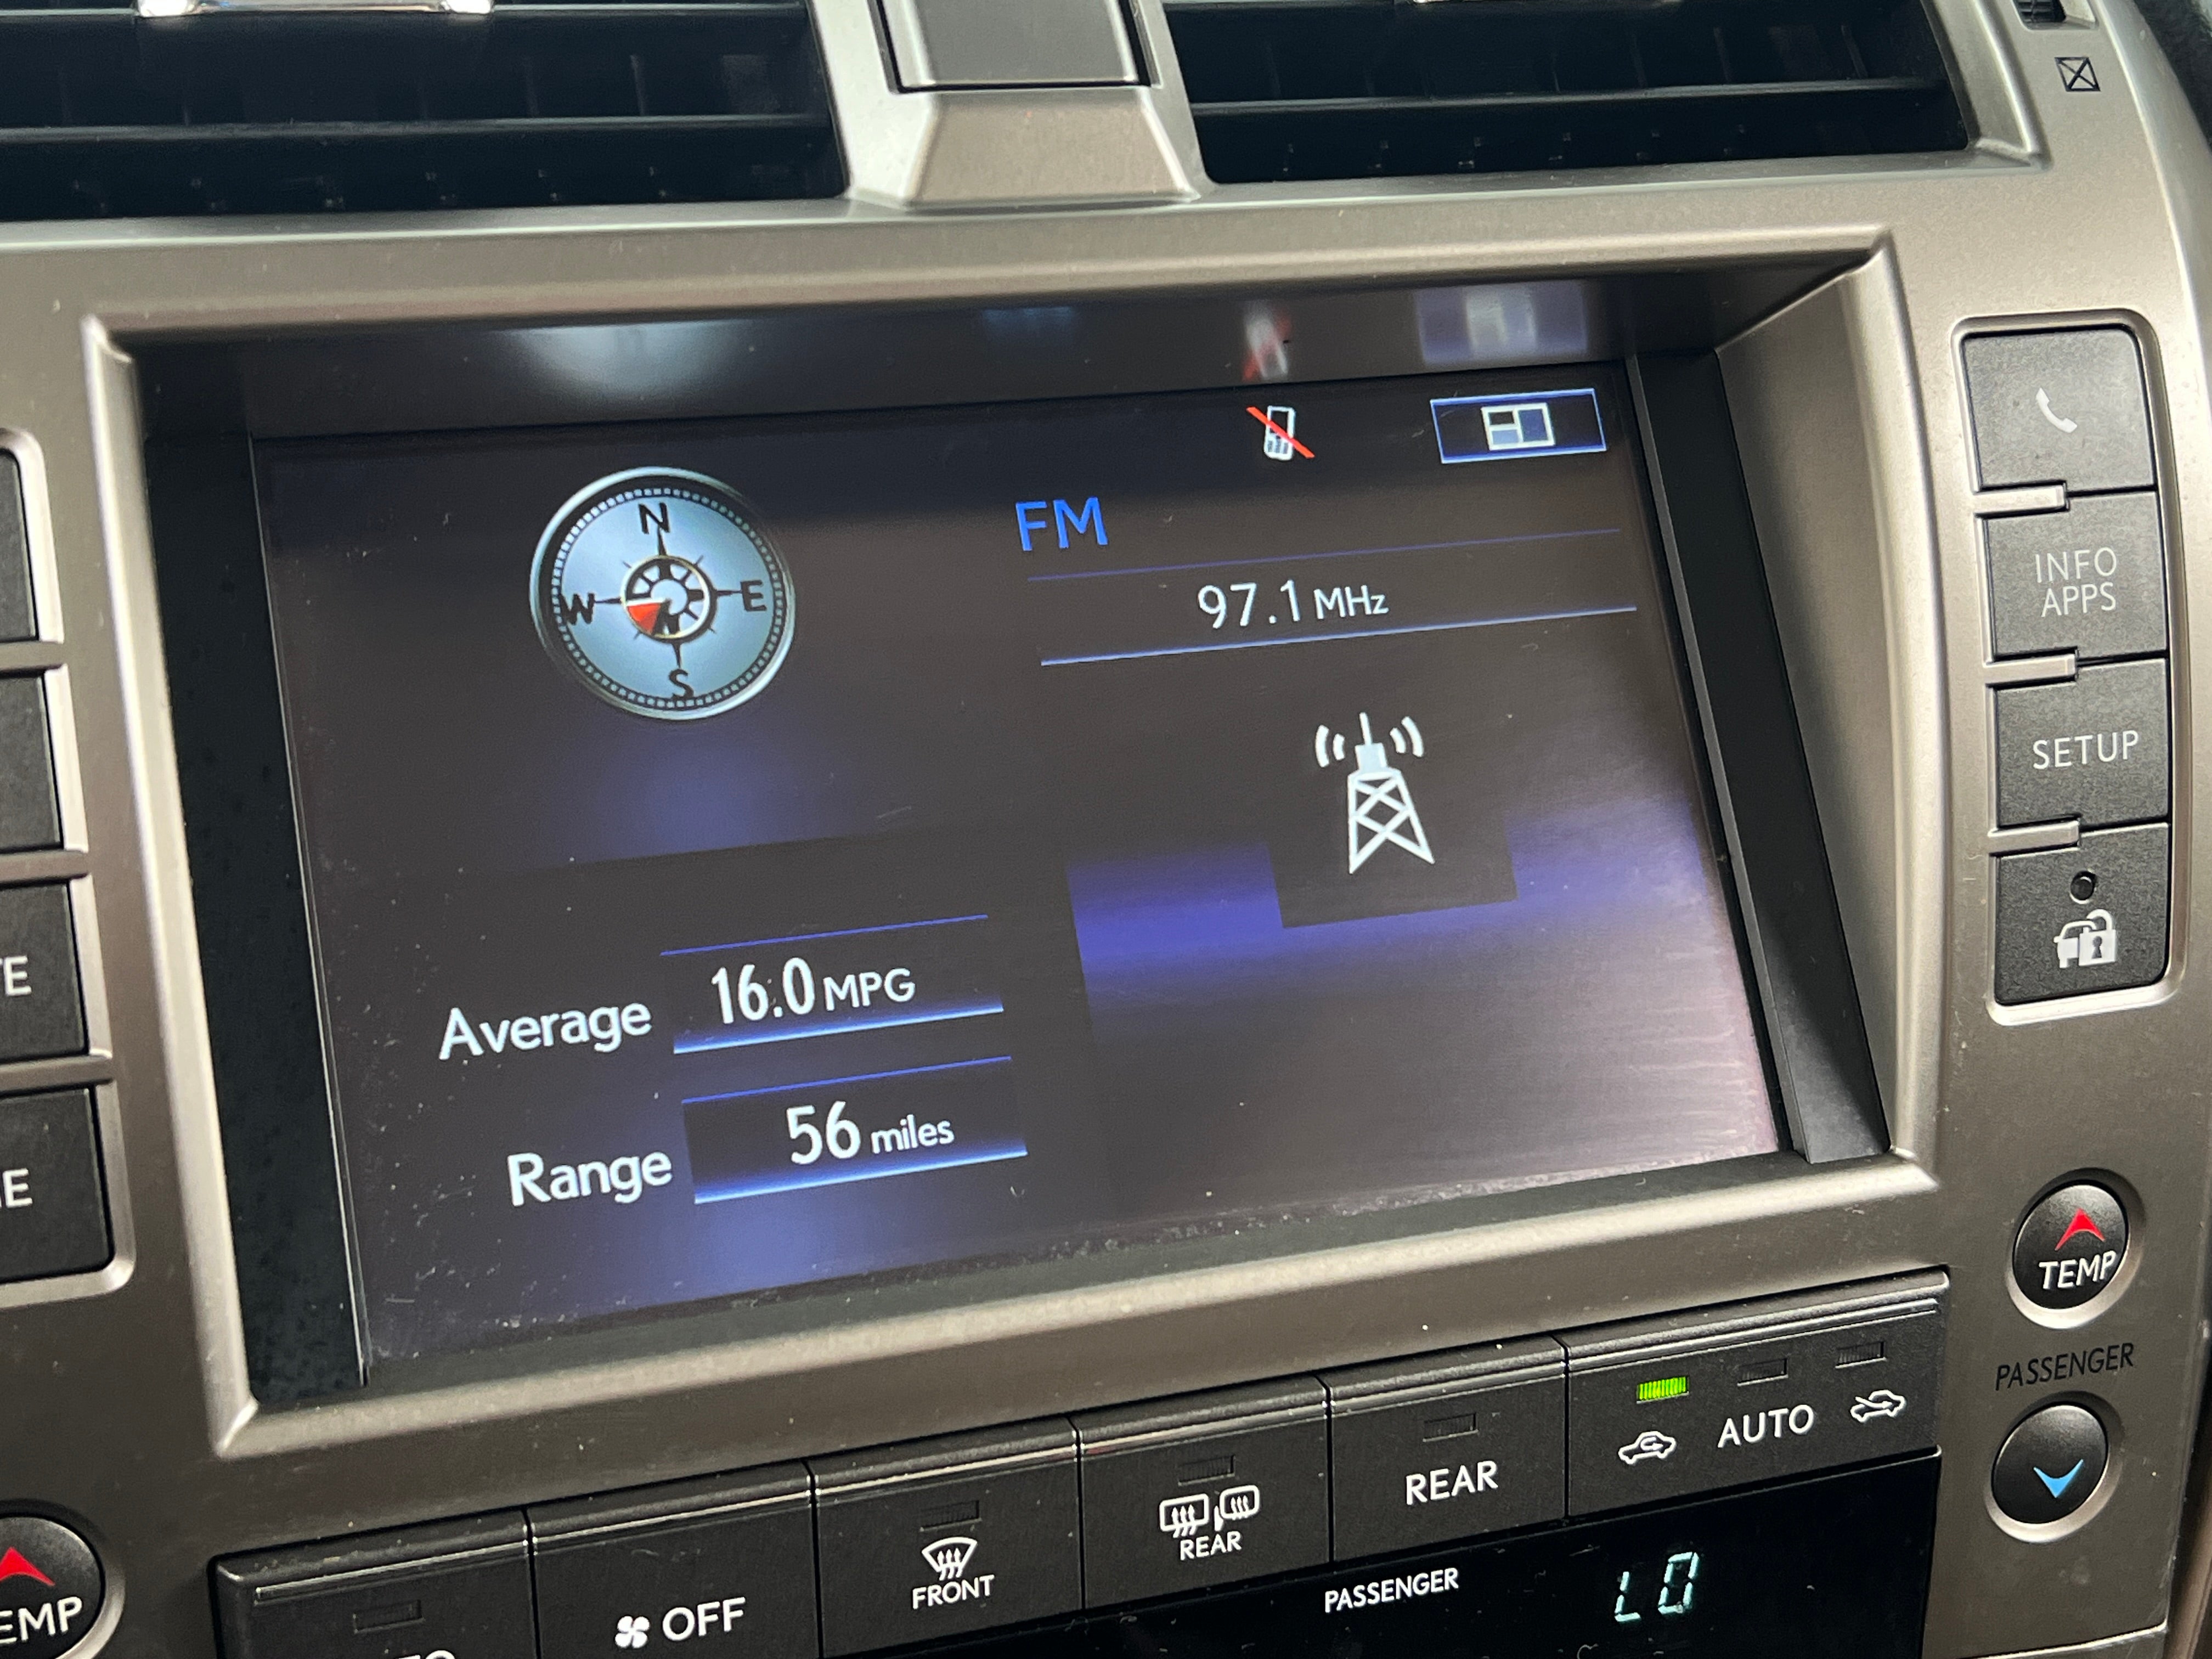 N
W
E
S
FM
97.1 MHz
Average 16.0 MPG
Range 56 miles
INFO
APPS
SETUP
TEMP
PASSENGER
OFF
FRONT
REAR
REAR
AUTO
PASSENGER LO